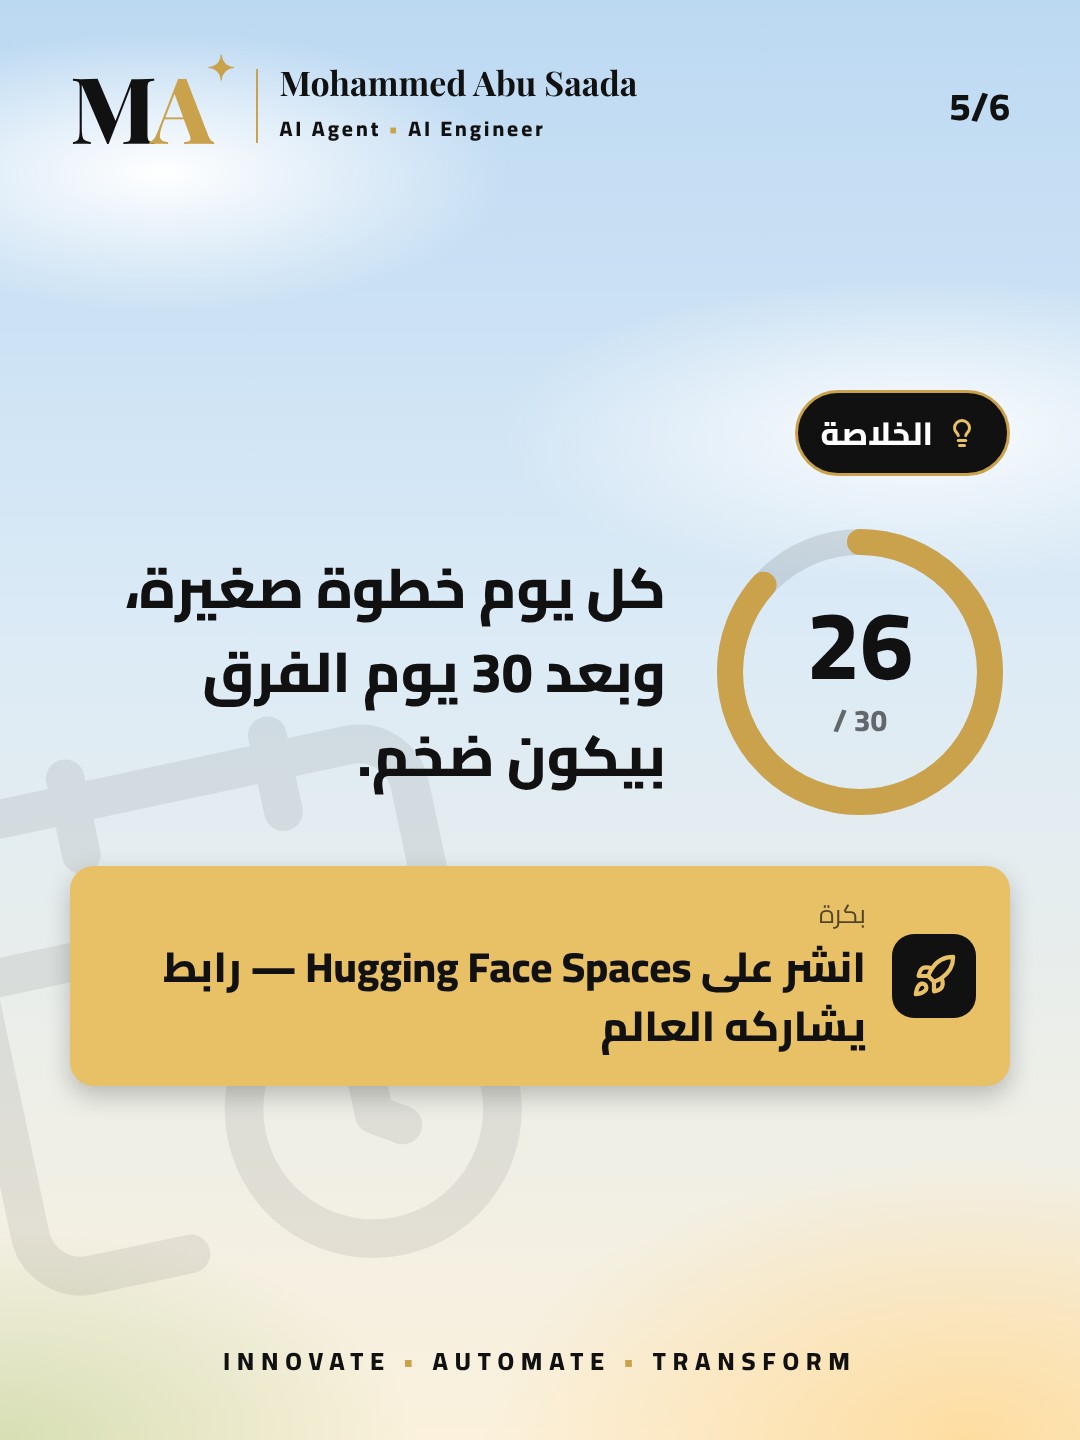 MA
Mohammed Abu Saada
AI Agent ▪ AI Engineer
5/6
الخلاصة
26
/ 30
كل يوم خطوة صغيرة،
وبعد 30 يوم الفرق
بيكون ضخم.
بكرة
انشر على Hugging Face Spaces — رابط
يشاركه العالم
INNOVATE ▪ AUTOMATE ▪ TRANSFORM